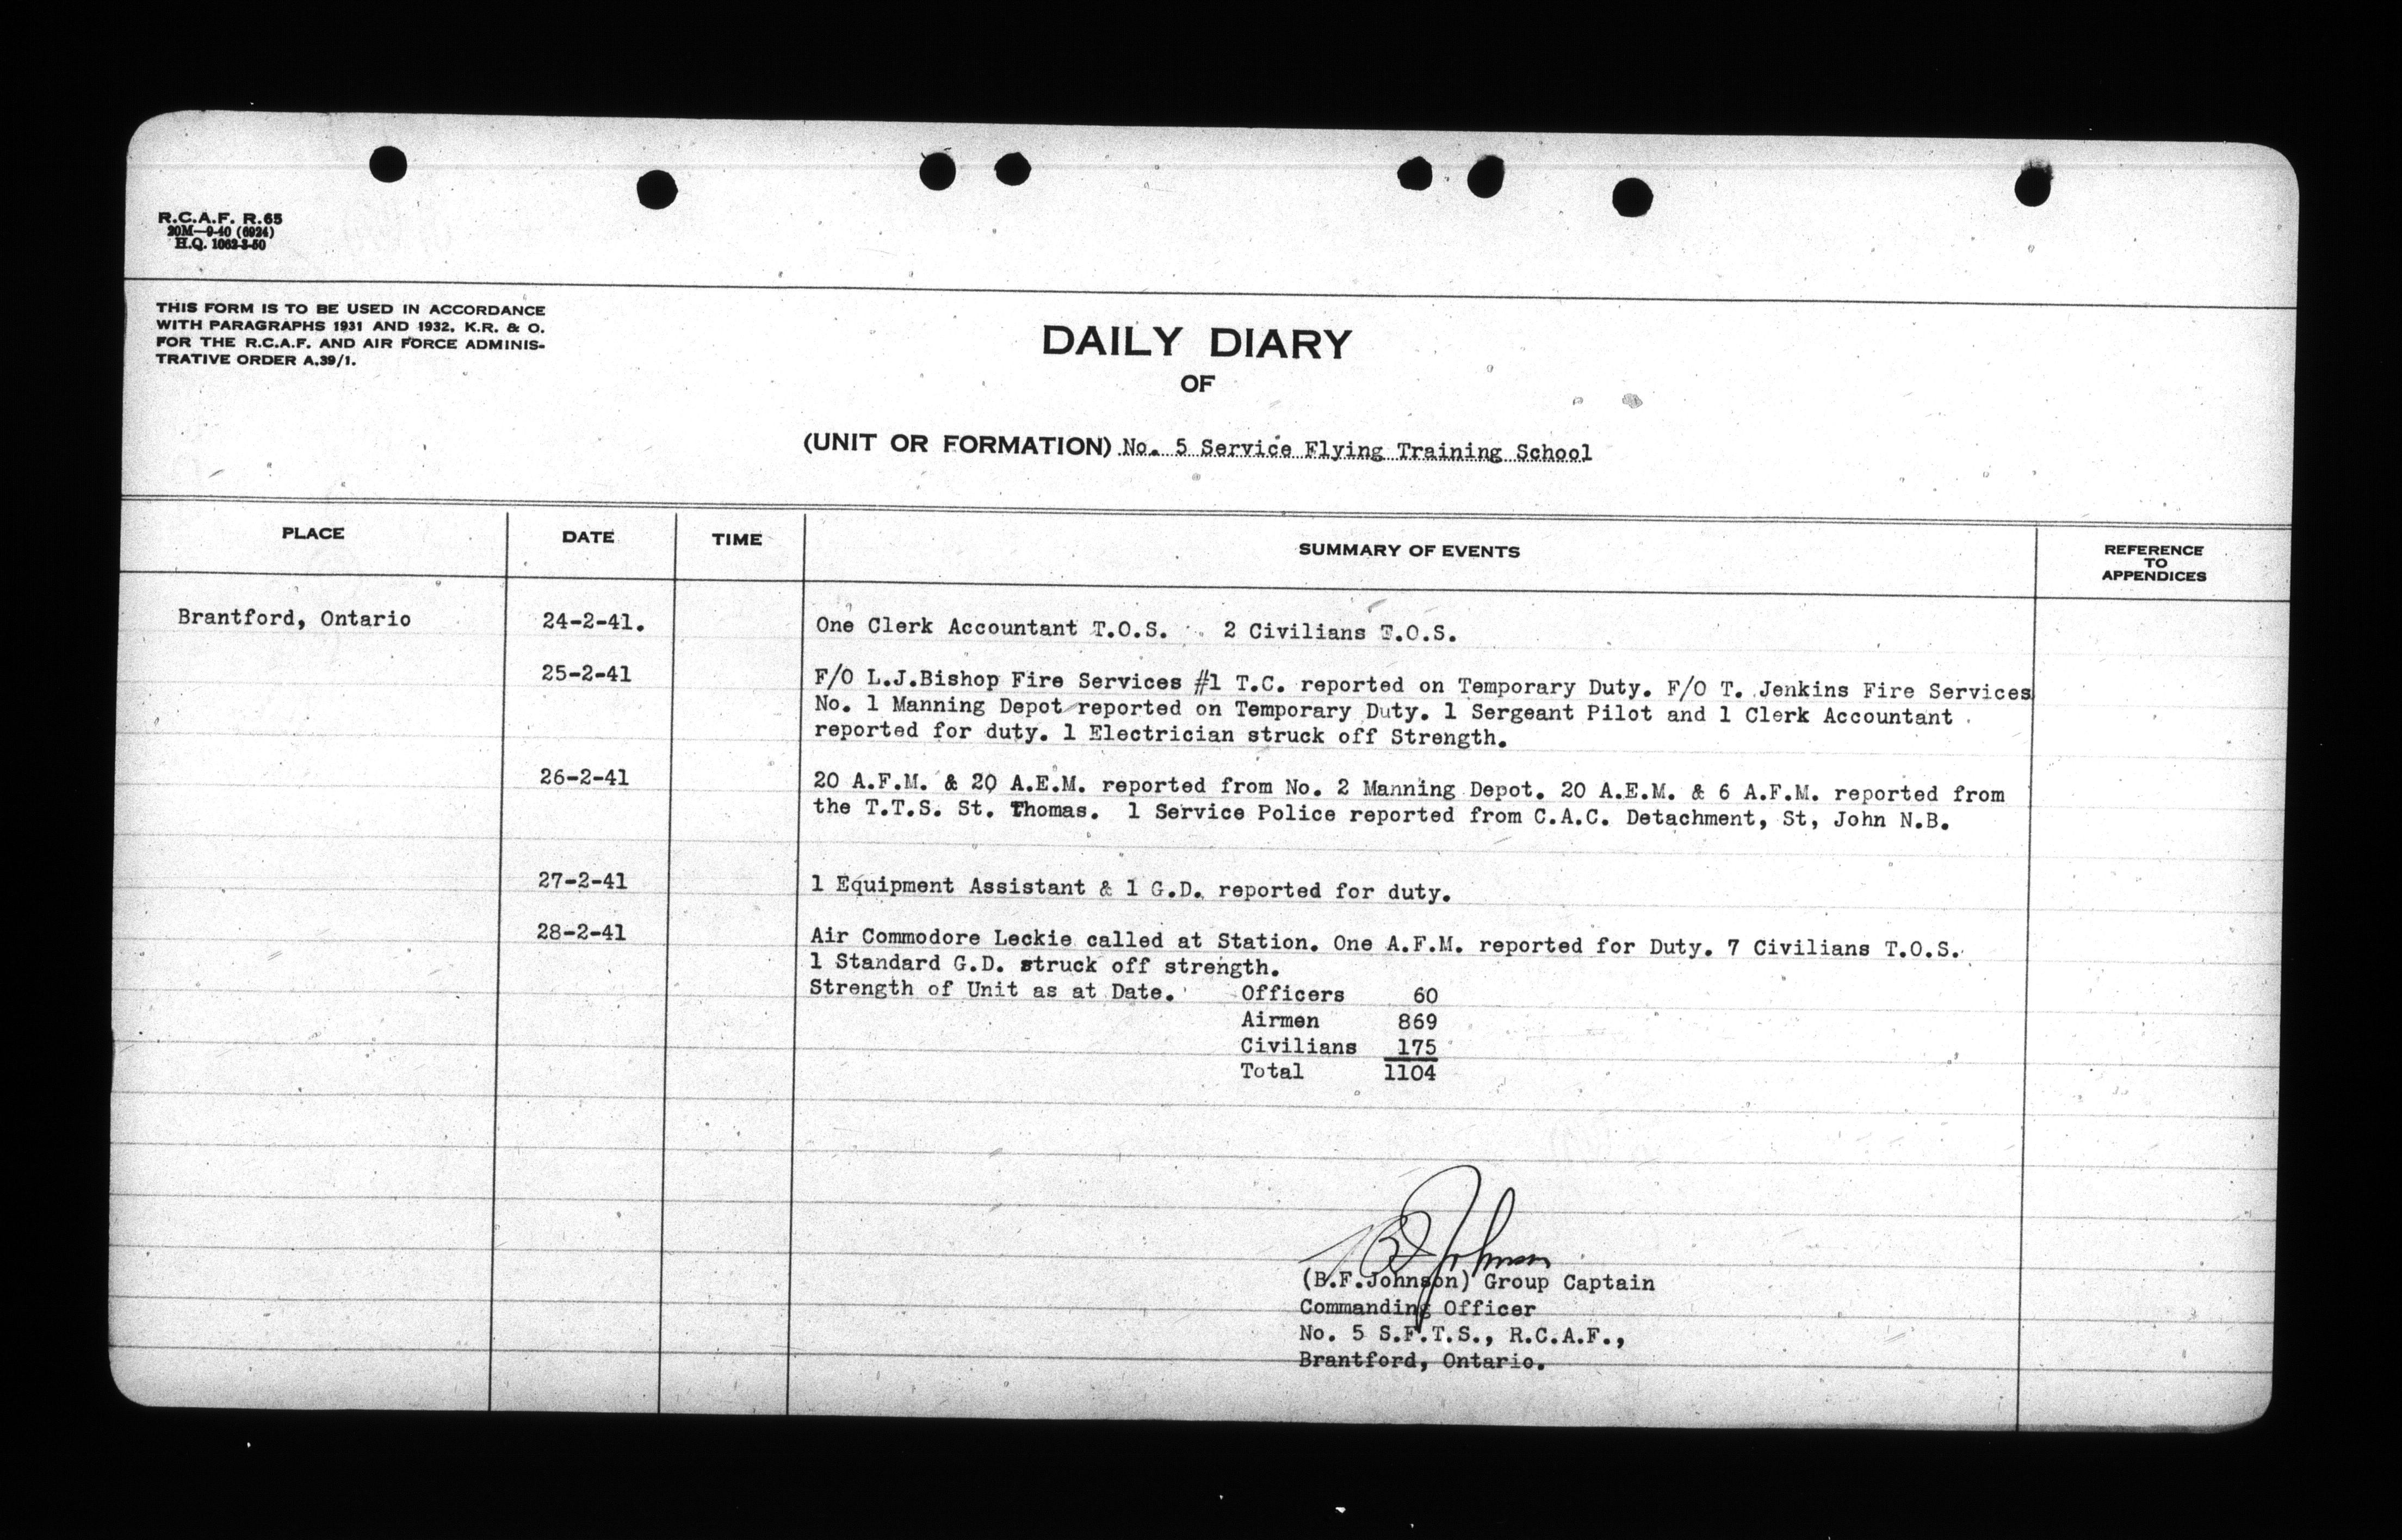 R.C.A.F. R.65
20M—9-40 (6924)
H.Q. 1062-3-50
THIS FORM IS TO BE USED IN ACCORDANCE
WITH PARAGRAPHS 1931 AND 1932, K.R. & O.
FOR THE R.C.A.F. AND AIR FORCE ADMINIS-
TRATIVE ORDER A.39/1.
DAILY DIARY
OF
(UNIT OR FORMATION) No. 5 Service Flying Training School
PLACE DATE TIME SUMMARY OF EVENTS REFERENCE
TO
APPENDICES
Brantford, Ontario 24-2-41. One Clerk Accountant T.O.S. 2 Civilians T.O.S.
25-2-41 F/O L.J.Bishop Fire Services #1 T.C. reported on Temporary Duty. F/O T. Jenkins Fire Services
No. 1 Manning Depot reported on Temporary Duty. 1 Sergeant Pilot and 1 Clerk Accountant
reported for duty. 1 Electrician struck off Strength.
26-2-41 20 A.F.M. & 20 A.E.M. reported from No. 2 Manning Depot. 20 A.E.M. & 6 A.F.M. reported from
the T.T.S. St. Thomas. 1 Service Police reported from C.A.C. Detachment, St, John N.B.
27-2-41 1 Equipment Assistant & 1 G.D. reported for duty.
28-2-41 Air Commodore Leckie called at Station. One A.F.M. reported for Duty. 7 Civilians T.O.S.
1 Standard G.D. struck off strength.
Strength of Unit as at Date. Officers 60
Airmen 869
Civilians 175
Total 1104
B F Johnson
(B.F.Johnson) Group Captain
Commanding Officer
No. 5 S.F.T.S., R.C.A.F.,
Brantford, Ontario.